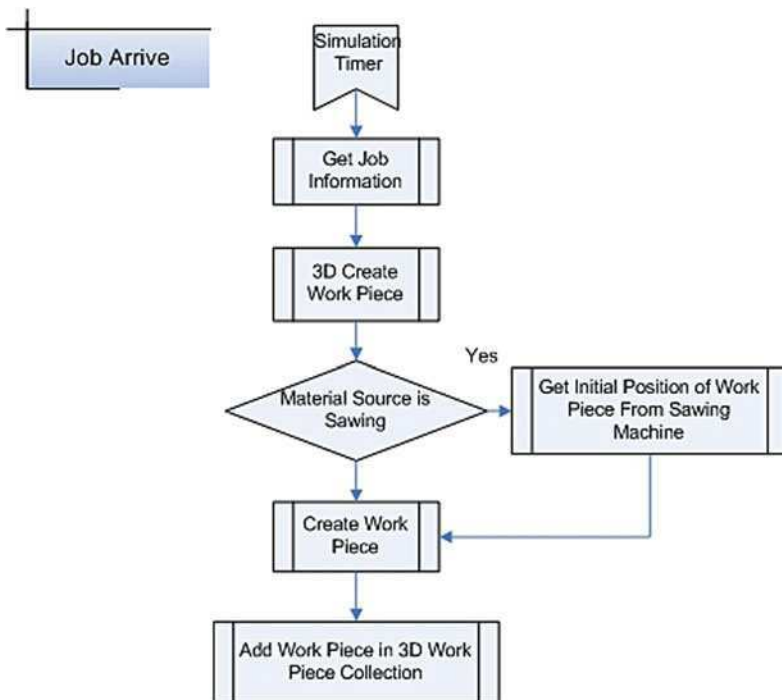 Job Arrive
Simulation
Timer
Get Job
Information
3D Create
Work Piece
Yes
Material Source is
Sawing
Get Initial Position of Work
Piece From Sawing
Machine
Create Work
Piece
Add Work Piece in 3D Work
Piece Collection